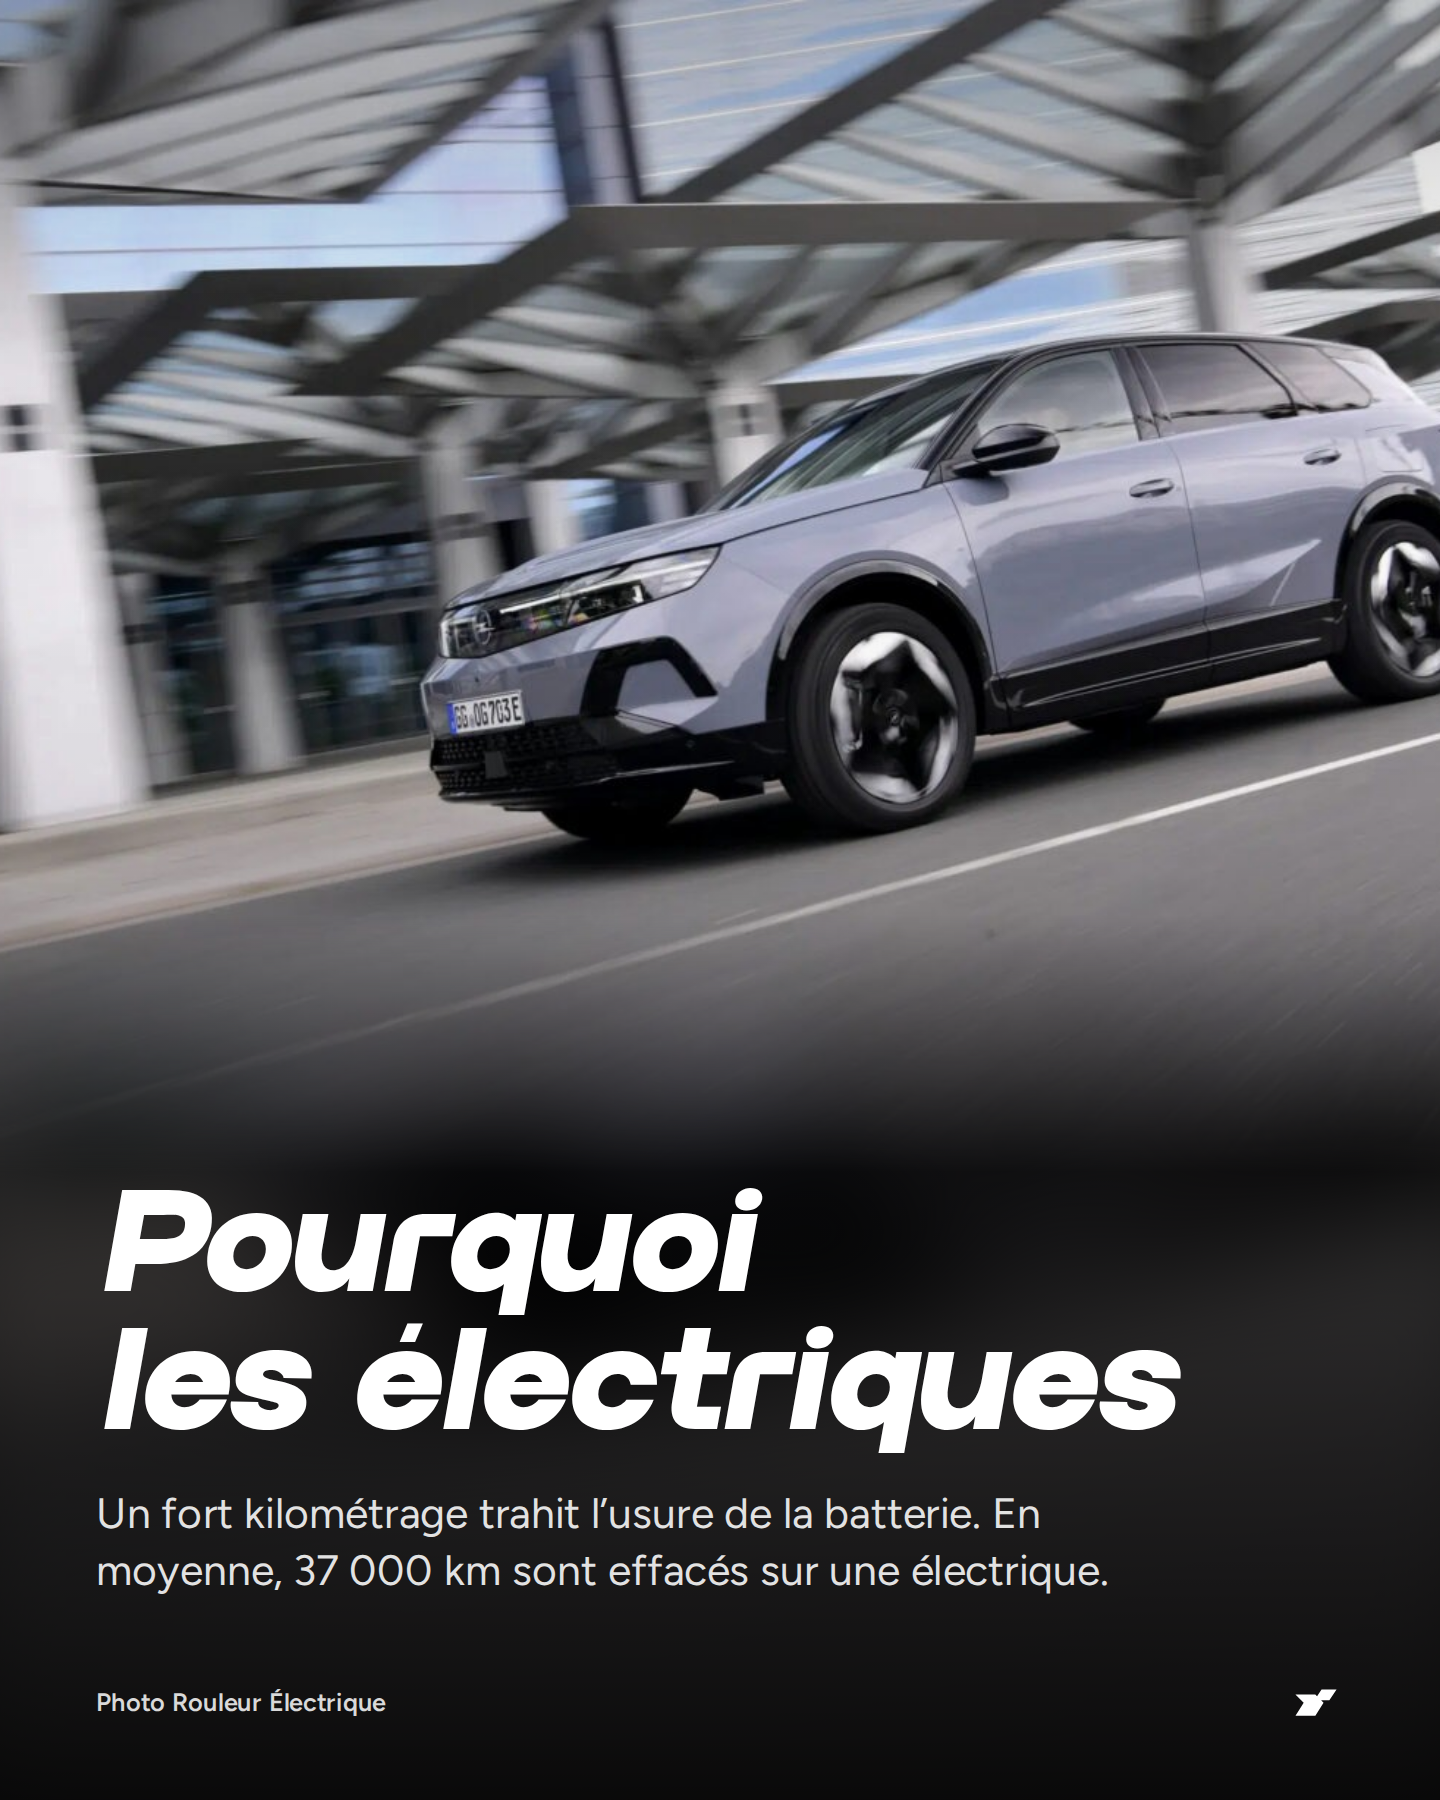 GG·OG703E
Pourquoi
les électriques
Un fort kilométrage trahit l’usure de la batterie. En
moyenne, 37 000 km sont effacés sur une électrique.
Photo Rouleur Électrique